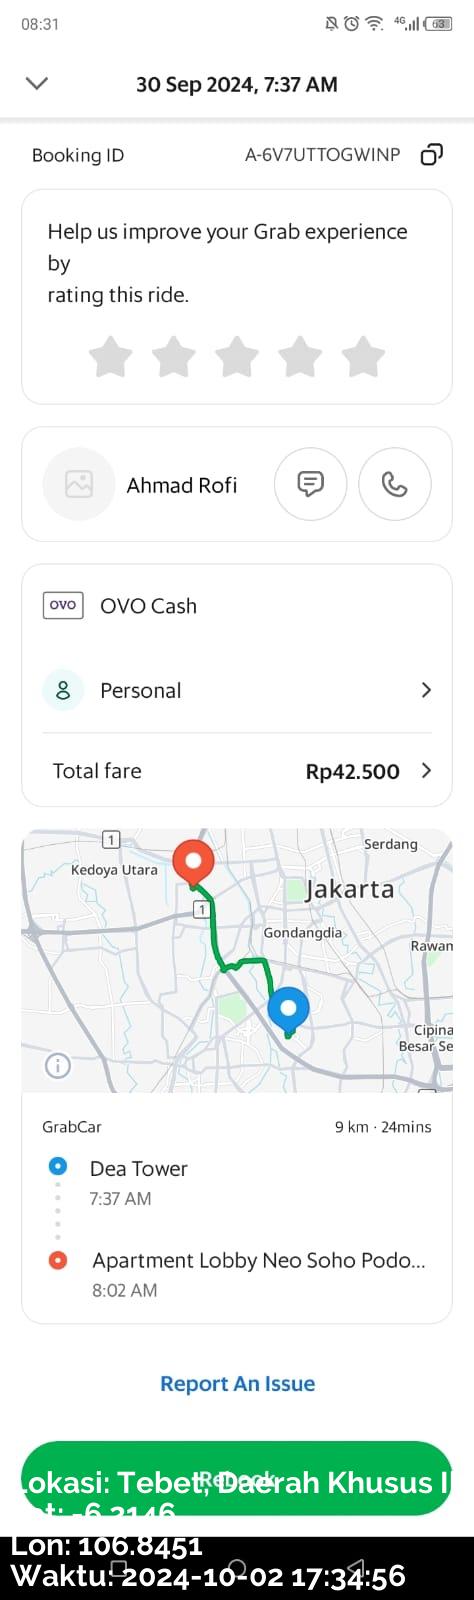 08:31
4G
63
30 Sep 2024, 7:37 AM
Booking ID
A-6V7UTTOGWINP
Help us improve your Grab experience
by
rating this ride.
Ahmad Rofi
OVO
OVO Cash
Personal
Total fare
Rp42.500
1
Serdang
Kedoya Utara
Jakarta
1
Gondangdia
Rawam
Cipina
Besar Se
GrabCar
9 km · 24mins
Dea Tower
7:37 AM
Apartment Lobby Neo Soho Podo...
8:02 AM
Report An Issue
Rebook
Lokasi: Tebet, Daerah Khusus I
Lat: -6.2146
Lon: 106.8451
Waktu: 2024-10-02 17:34:56